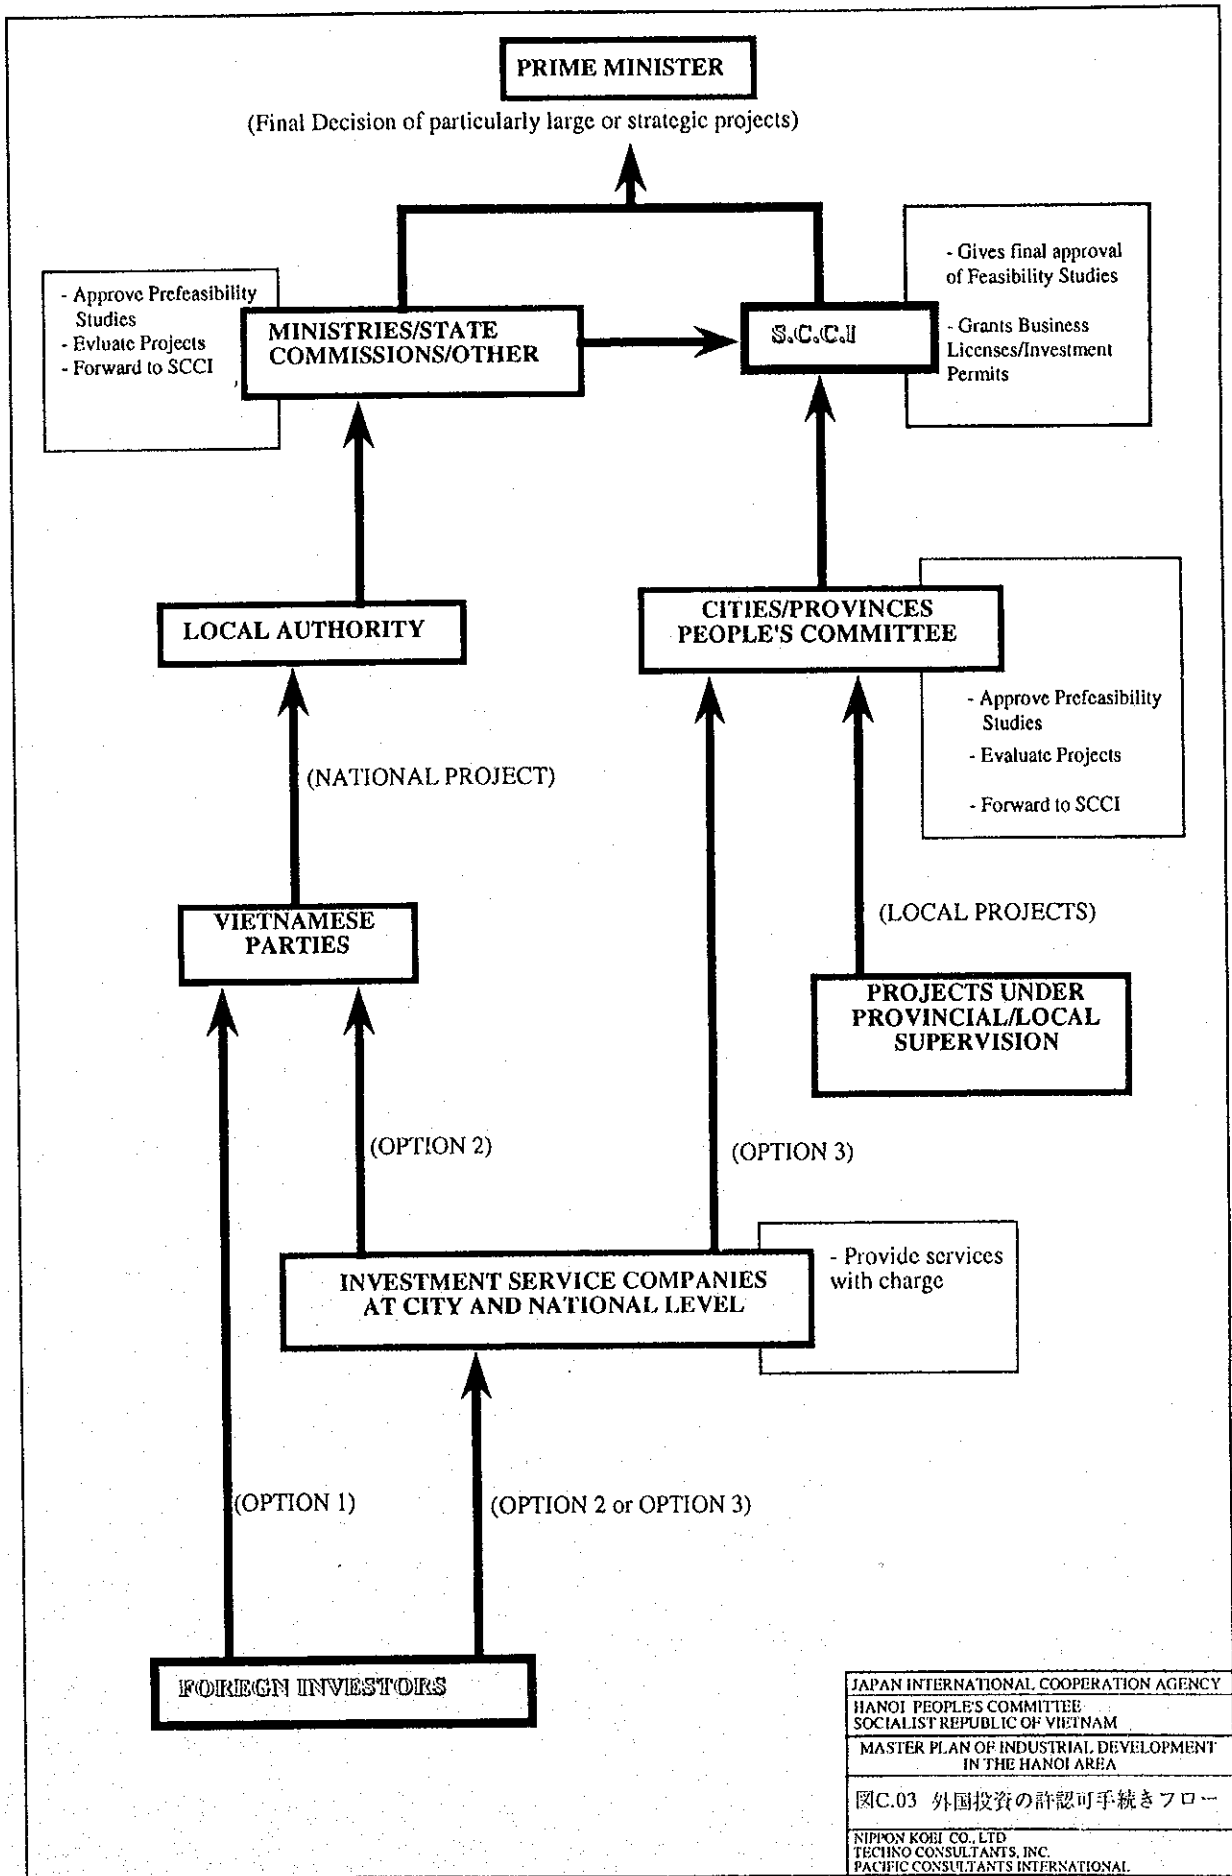 PRIME MINISTER
(Final Decision of particularly large or strategic projects)
- Approve Prefeasibility
Studies
- Evluate Projects
- Forward to SCCI
MINISTRIES/STATE
COMMISSIONS/OTHER
S.C.C.I
- Gives final approval
of Feasibility Studies
- Grants Business
Licenses/Investment
Permits
LOCAL AUTHORITY
CITIES/PROVINCES
PEOPLE'S COMMITTEE
- Approve Prefeasibility
Studies
- Evaluate Projects
- Forward to SCCI
(NATIONAL PROJECT)
VIETNAMESE
PARTIES
(LOCAL PROJECTS)
PROJECTS UNDER
PROVINCIAL/LOCAL
SUPERVISION
(OPTION 2)
(OPTION 3)
INVESTMENT SERVICE COMPANIES
AT CITY AND NATIONAL LEVEL
- Provide services
with charge
(OPTION 1)
(OPTION 2 or OPTION 3)
FOREGN INVESTORS
JAPAN INTERNATIONAL COOPERATION AGENCY
HANOI PEOPLE'S COMMITTEE
SOCIALIST REPUBLIC OF VIETNAM
MASTER PLAN OF INDUSTRIAL DEVELOPMENT
IN THE HANOI AREA
図C.03 外国投資の許認可手続きフロー
NIPPON KOEI CO., LTD
TECHNO CONSULTANTS, INC.
PACIFIC CONSULTANTS INTERNATIONAL